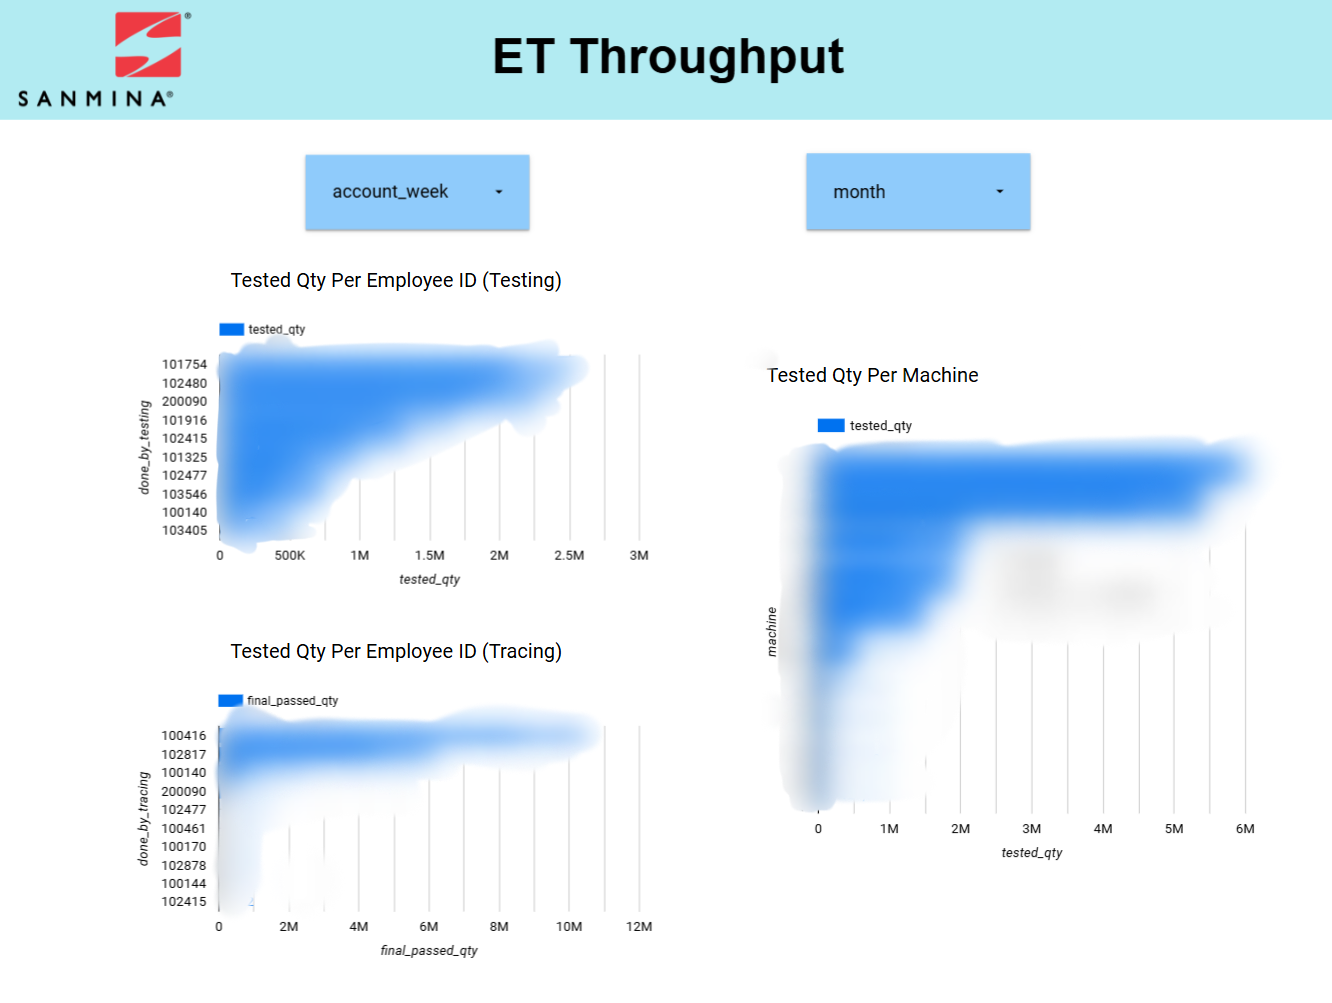 SANMINA®
ET Throughput
account_week
month
Tested Qty Per Employee ID (Testing)
tested_qty
done_by_testing
101754
102480
200090
101916
102415
101325
102477
103546
100140
103405
0 500K 1M 1.5M 2M 2.5M 3M
tested_qty
Tested Qty Per Employee ID (Tracing)
final_passed_qty
done_by_tracing
100416
102817
100140
200090
102477
100461
100170
102878
100144
102415
0 2M 4M 6M 8M 10M 12M
final_passed_qty
Tested Qty Per Machine
tested_qty
machine
0 1M 2M 3M 4M 5M 6M
tested_qty